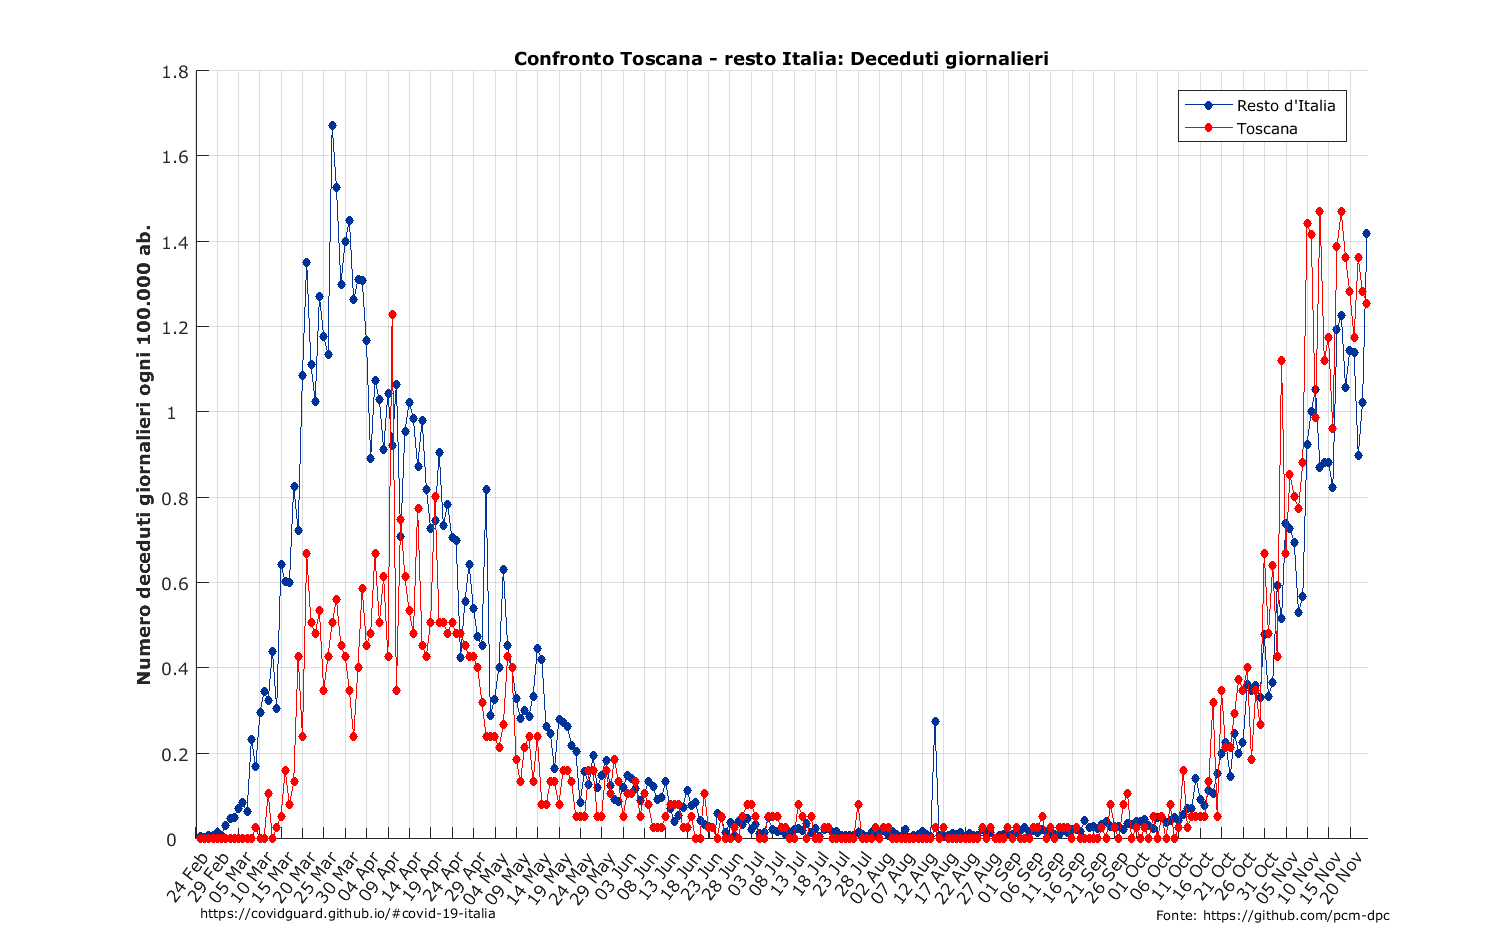 Confronto Toscana - resto Italia: Deceduti giornalieri
Resto d'Italia
Toscana
Numero deceduti giornalieri ogni 100.000 ab.
1.8
1.6
1.4
1.2
1
0.8
0.6
0.4
0.2
0
24 Feb
29 Feb
05 Mar
10 Mar
15 Mar
20 Mar
25 Mar
30 Mar
04 Apr
09 Apr
14 Apr
19 Apr
24 Apr
29 Apr
04 May
09 May
14 May
19 May
24 May
29 May
03 Jun
08 Jun
13 Jun
18 Jun
23 Jun
28 Jun
03 Jul
08 Jul
13 Jul
18 Jul
23 Jul
28 Jul
02 Aug
07 Aug
12 Aug
17 Aug
22 Aug
27 Aug
01 Sep
06 Sep
11 Sep
16 Sep
21 Sep
26 Sep
01 Oct
06 Oct
11 Oct
16 Oct
21 Oct
26 Oct
31 Oct
05 Nov
10 Nov
15 Nov
20 Nov
https://covidguard.github.io/#covid-19-italia
Fonte: https://github.com/pcm-dpc